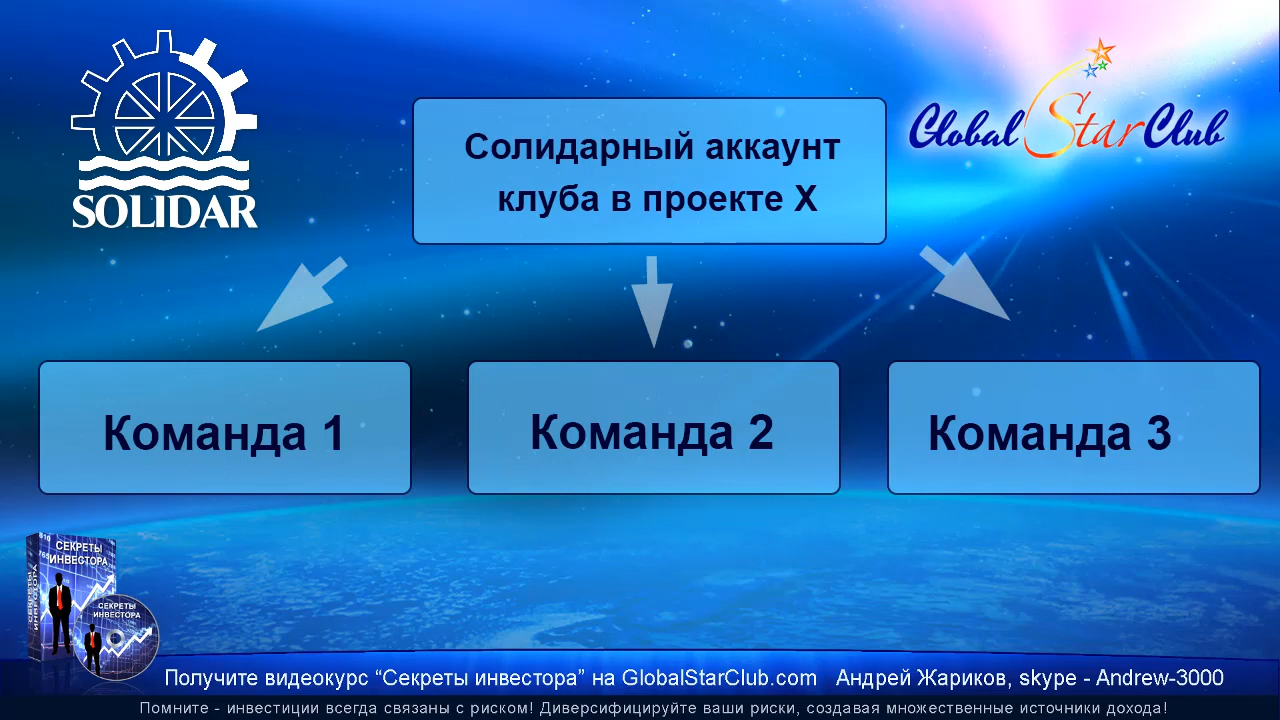 SOLIDAR
Global Star Club
Солидарный аккаунт
клуба в проекте X
Команда 1
Команда 2
Команда 3
СЕКРЕТЫ
ИНВЕСТОРА
СЕКРЕТЫ
ИНВЕСТОРА
СЕКРЕТЫ
ИНВЕСТОРА
Получите видеокурс “Секреты инвестора” на GlobalStarClub.com Андрей Жариков, skype - Andrew-3000
Помните - инвестиции всегда связаны с риском! Диверсифицируйте ваши риски, создавая множественные источники дохода!